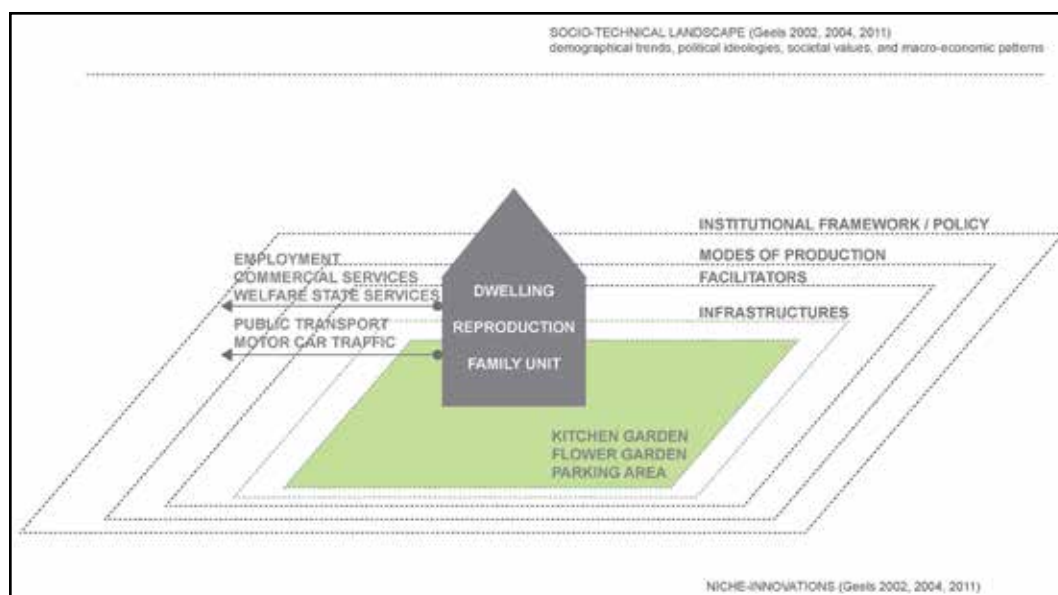 SOCIO-TECHNICAL LANDSCAPE (Geels 2002, 2004, 2011)
demographical trends, political ideologies, societal values, and macro-economic patterns
INSTITUTIONAL FRAMEWORK / POLICY
MODES OF PRODUCTION
FACILITATORS
INFRASTRUCTURES
EMPLOYMENT
COMMERCIAL SERVICES
WELFARE STATE SERVICES
PUBLIC TRANSPORT
MOTOR CAR TRAFFIC
DWELLING
REPRODUCTION
FAMILY UNIT
KITCHEN GARDEN
FLOWER GARDEN
PARKING AREA
NICHE-INNOVATIONS (Geels 2002, 2004, 2011)